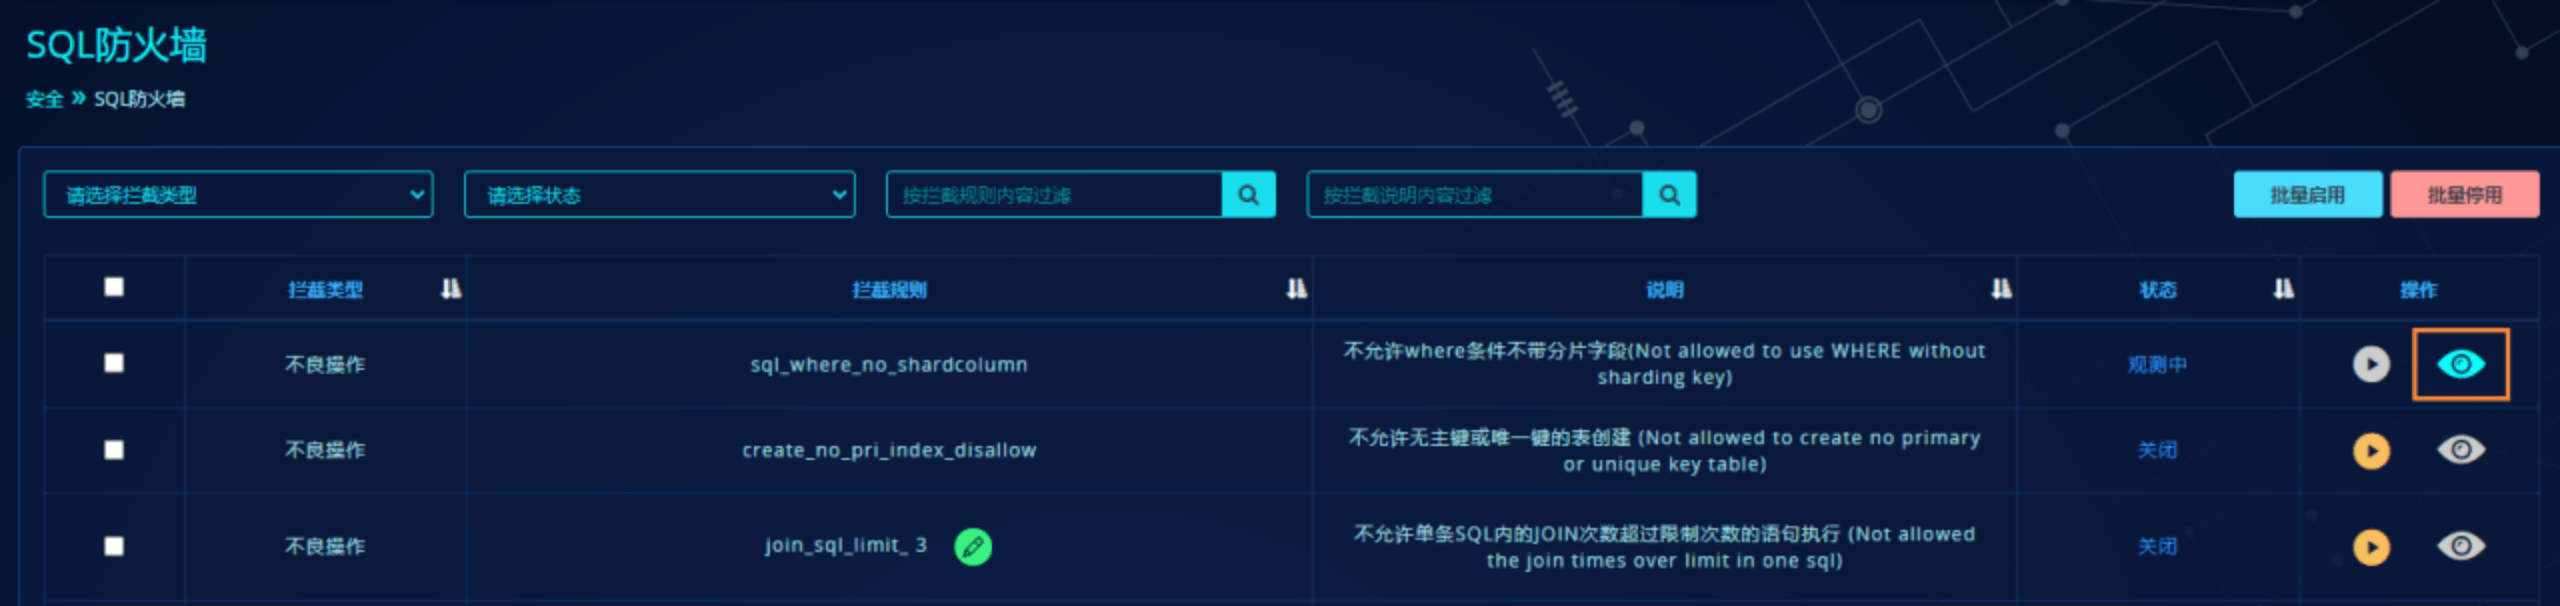 SQL防火墙
安全 » SQL防火墙
请选择拦截类型
请选择状态
按拦截规则内容过滤
按拦截说明内容过滤
批量启用
批量停用
拦截类型
拦截规则
说明
状态
操作
不良操作
sql_where_no_shardcolumn
不允许where条件不带分片字段(Not allowed to use WHERE without
sharding key)
观测中
不良操作
create_no_pri_index_disallow
不允许无主键或唯一键的表创建 (Not allowed to create no primary
or unique key table)
关闭
不良操作
join_sql_limit_ 3
不允许单条SQL内的JOIN次数超过限制次数的语句执行 (Not allowed
the join times over limit in one sql)
关闭